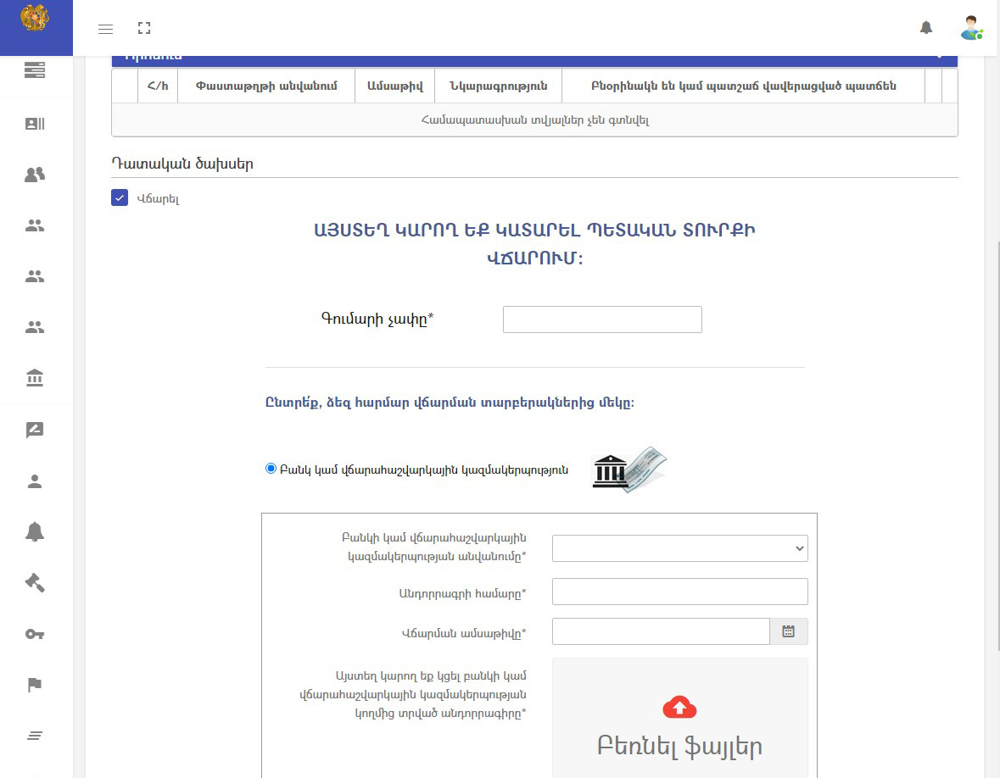 Հ/հ Փաստաթղթի անվանում Ամսաթիվ Նկարագրություն Բնօրինակն են կամ պատշաճ վավերացված պատճեն
Համապատասխան տվյալներ չեն գտնվել
Դատական ծախսեր
Վճարել
ԱՅՍՏԵՂ ԿԱՐՈՂ ԵՔ ԿԱՏԱՐԵԼ ՊԵՏԱԿԱՆ ՏՈՒՐՔԻ
ՎՃԱՐՈՒՄ:
Գումարի չափը*
Ընտրե՛ք, ձեզ հարմար վճարման տարբերակներից մեկը:
Բանկ կամ վճարահաշվարկային կազմակերպություն
Բանկի կամ վճարահաշվարկային
կազմակերպության անվանումը*
Անդորրագրի համարը*
Վճարման ամսաթիվը*
Այստեղ կարող եք կցել բանկի կամ
վճարահաշվարկային կազմակերպության
կողմից տրված անդորրագիրը*
Բեռնել ֆայլեր